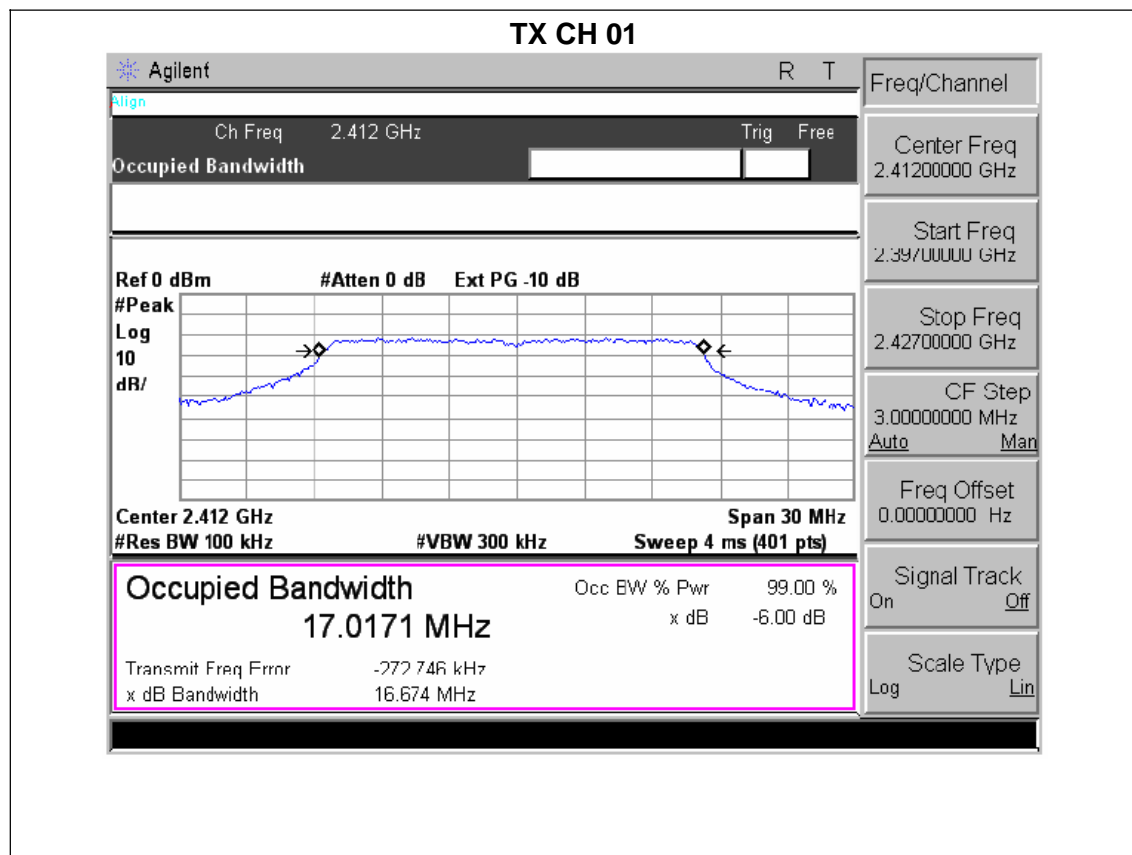 TX CH 01
Agilent R T
Align
Ch Freq 2.412 GHz Trig Free
Occupied Bandwidth
Ref 0 dBm #Atten 0 dB Ext PG -10 dB
#Peak
Log
10
dB/
Center 2.412 GHz Span 30 MHz
#Res BW 100 kHz #VBW 300 kHz Sweep 4 ms (401 pts)
Occupied Bandwidth
17.0171 MHz
Occ BW % Pwr 99.00 %
x dB -6.00 dB
Transmit Freq Error -272.746 kHz
x dB Bandwidth 16.674 MHz
Freq/Channel
Center Freq
2.41200000 GHz
Start Freq
2.39700000 GHz
Stop Freq
2.42700000 GHz
CF Step
3.00000000 MHz
Auto Man
Freq Offset
0.00000000 Hz
Signal Track
On Off
Scale Type
Log Lin